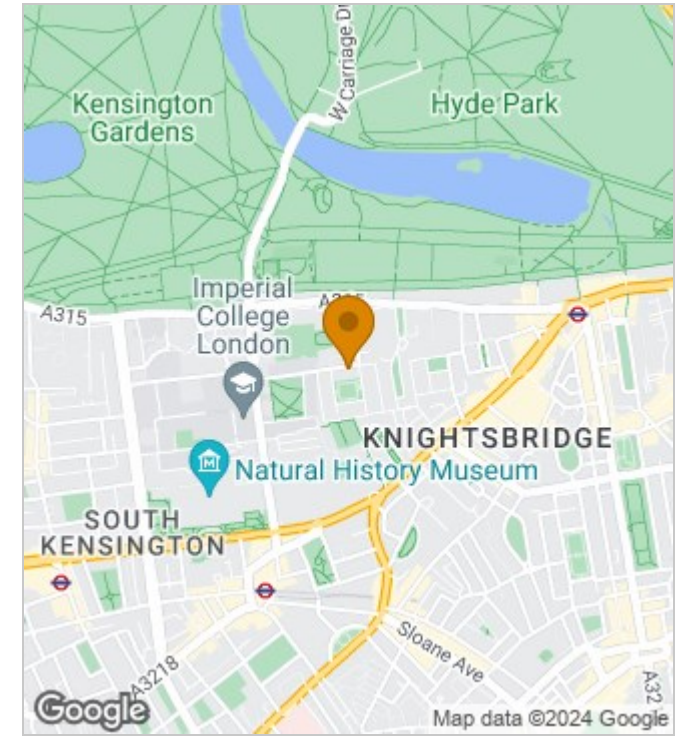 W Carriage Dr
Kensington
Gardens
Hyde Park
Imperial
College
London
A315
KNIGHTSBRIDGE
Natural History Museum
SOUTH
KENSINGTON
Sloane Ave
A3218
A32
Google
Map data ©2024 Google